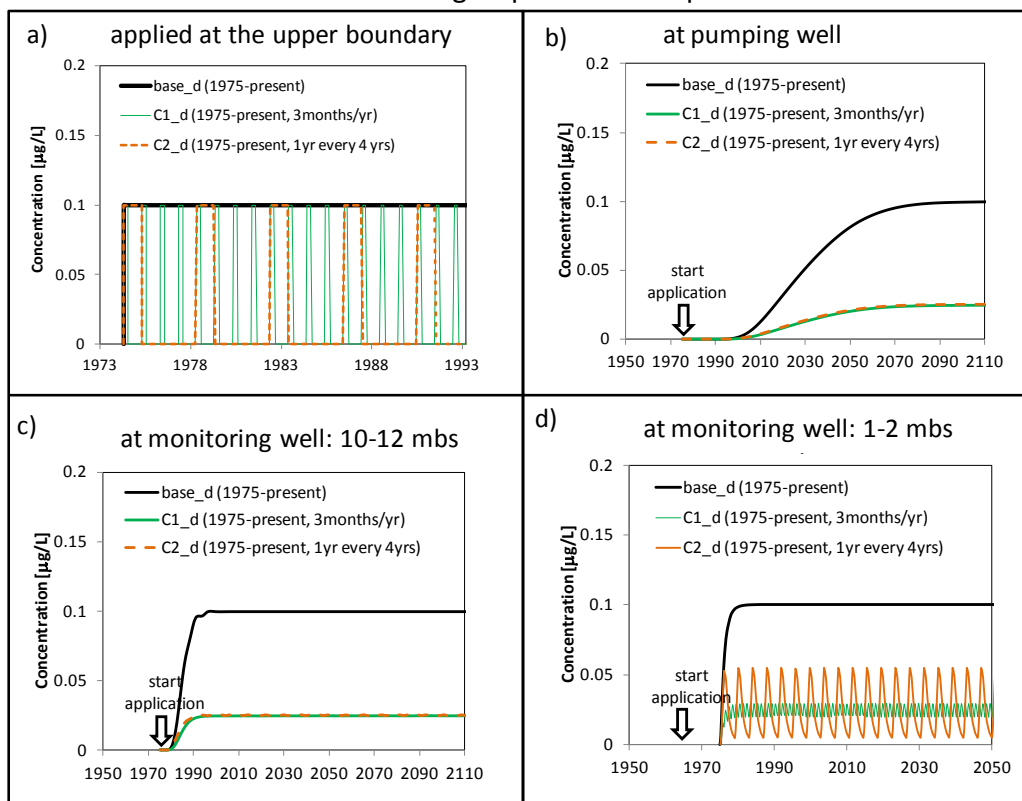 a) applied at the upper boundary
0.2
base_d (1975-present)
C1_d (1975-present, 3months/yr)
0.15
C2_d (1975-present, 1yr every 4 yrs)
Concentration [µg/L]
0.1
0.05
0
1973 1978 1983 1988 1993
b) at pumping well
0.2
base_d (1975-present)
C1_d (1975-present, 3months/yr)
0.15
C2_d (1975-present, 1yr every 4yrs)
Concentration [µg/L]
0.1
0.05
start
application
0
1950 1970 1990 2010 2030 2050 2070 2090 2110
c) at monitoring well: 10-12 mbs
0.2
base_d (1975-present)
0.15
C1_d (1975-present, 3months/yr)
C2_d (1975-present, 1yr every 4yrs)
Concentration [µg/L]
0.1
0.05
start
application
0
1950 1970 1990 2010 2030 2050 2070 2090 2110
d) at monitoring well: 1-2 mbs
0.2
base_d (1975-present)
C1_d (1975-present, 3months/yr)
0.15
C2_d (1975-present, 1yr every 4yrs)
Concentration [µg/L]
0.1
0.05
start
application
0
1950 1970 1990 2010 2030 2050